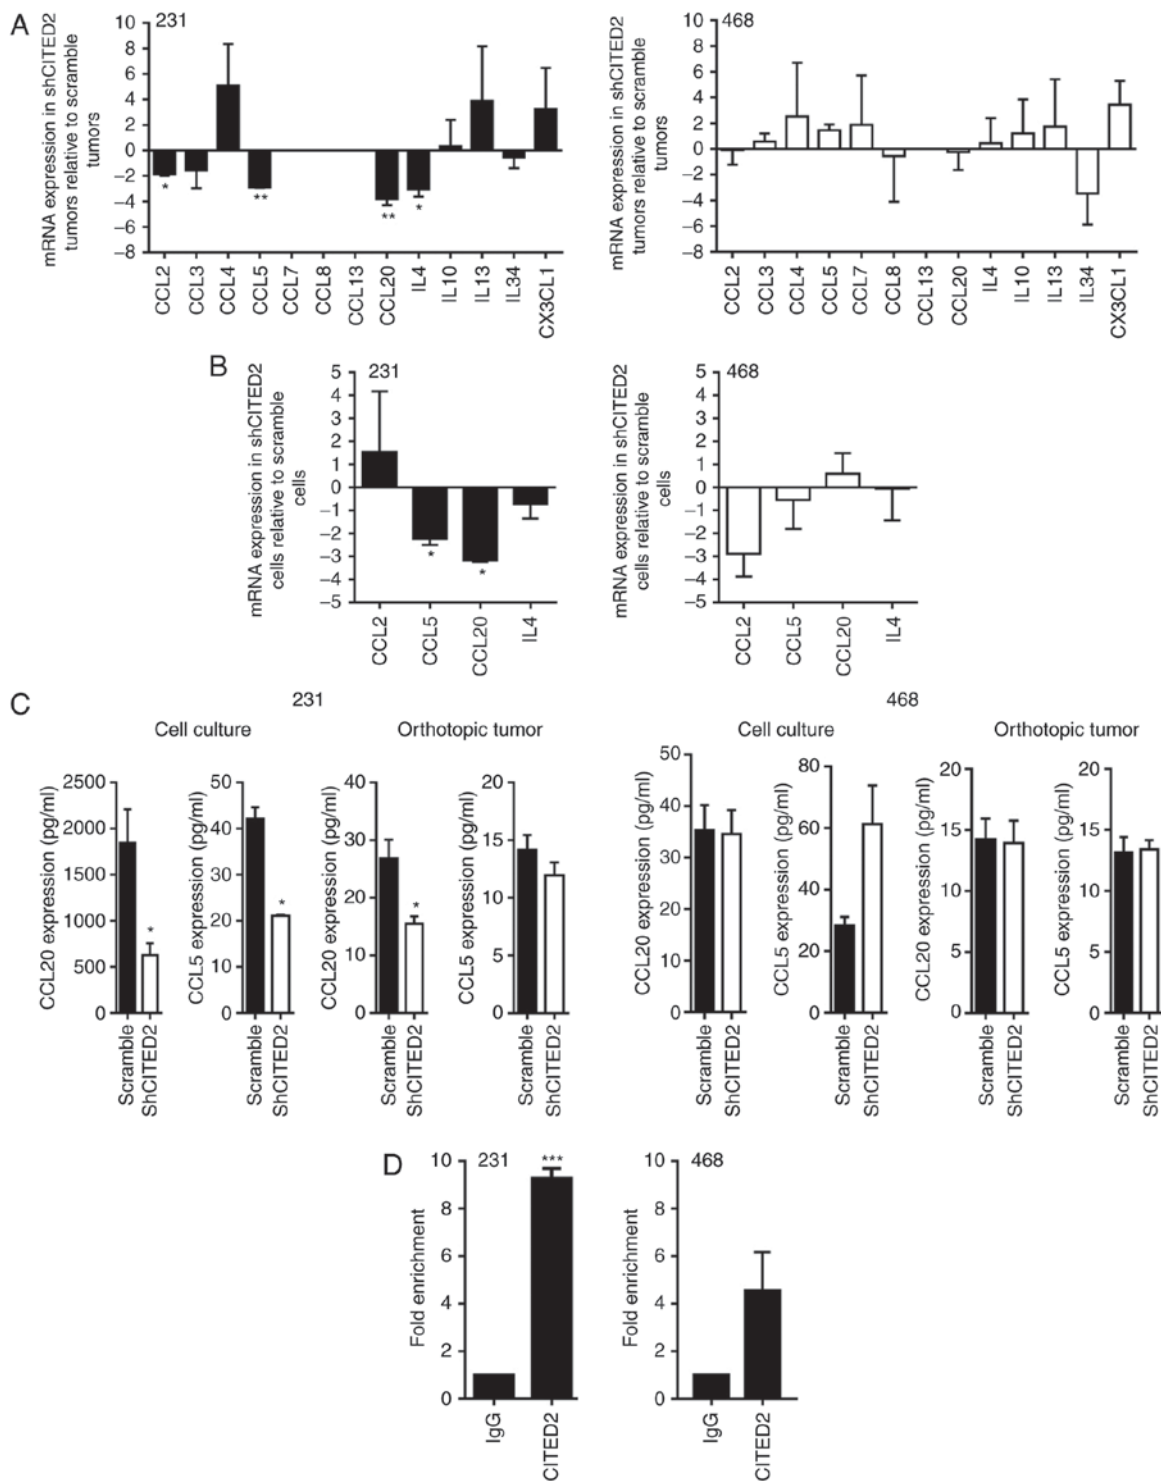 A
231
mRNA expression in shCITED2
tumors relative to scramble
tumors
10
8
6
4
2
0
−2
−4
−6
−8
*
**
**
*
CCL2
CCL3
CCL4
CCL5
CCL7
CCL8
CCL13
CCL20
IL4
IL10
IL13
IL34
CX3CL1
468
mRNA expression in shCITED2
tumors relative to scramble
tumors
10
8
6
4
2
0
−2
−4
−6
−8
CCL2
CCL3
CCL4
CCL5
CCL7
CCL8
CCL13
CCL20
IL4
IL10
IL13
IL34
CX3CL1
B
231
mRNA expression in shCITED2
cells relative to scramble
cells
5
4
3
2
1
0
−1
−2
−3
−4
−5
*
*
CCL2
CCL5
CCL20
IL4
468
mRNA expression in shCITED2
cells relative to scramble
cells
5
4
3
2
1
0
−1
−2
−3
−4
−5
CCL2
CCL5
CCL20
IL4
C
231
Cell culture
Orthotopic tumor
CCL20 expression (pg/ml)
2500
2000
1500
1000
500
0
*
Scramble
ShCITED2
CCL5 expression (pg/ml)
50
40
30
20
10
0
*
Scramble
ShCITED2
CCL20 expression (pg/ml)
40
30
20
10
0
*
Scramble
ShCITED2
CCL5 expression (pg/ml)
20
15
10
5
0
Scramble
ShCITED2
468
Cell culture
Orthotopic tumor
CCL20 expression (pg/ml)
50
40
30
20
10
0
Scramble
ShCITED2
CCL5 expression (pg/ml)
80
60
40
20
0
Scramble
ShCITED2
CCL20 expression (pg/ml)
20
15
10
5
0
Scramble
ShCITED2
CCL5 expression (pg/ml)
20
15
10
5
0
Scramble
ShCITED2
D
231
Fold enrichment
10
8
6
4
2
0
***
IgG
CITED2
468
Fold enrichment
10
8
6
4
2
0
IgG
CITED2